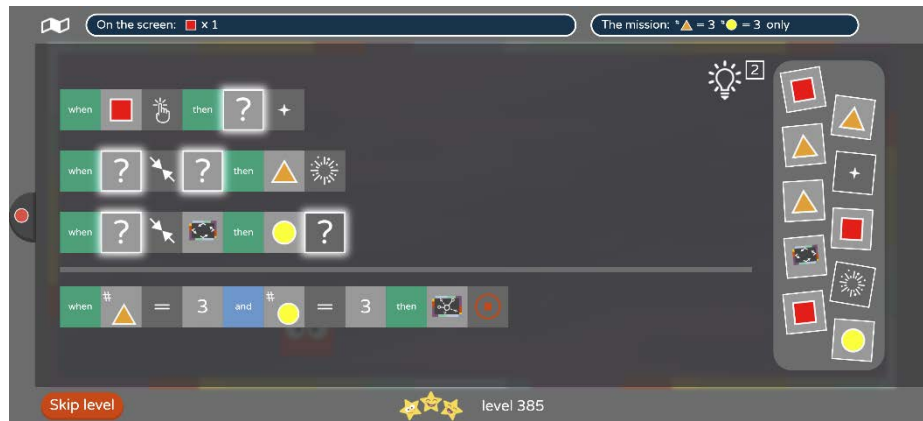 On the screen: x 1
The mission: # = 3 # = 3 only
2
when then ?
when ? ? then
when ? then ?
when # = 3 and # = 3 then
Skip level
level 385